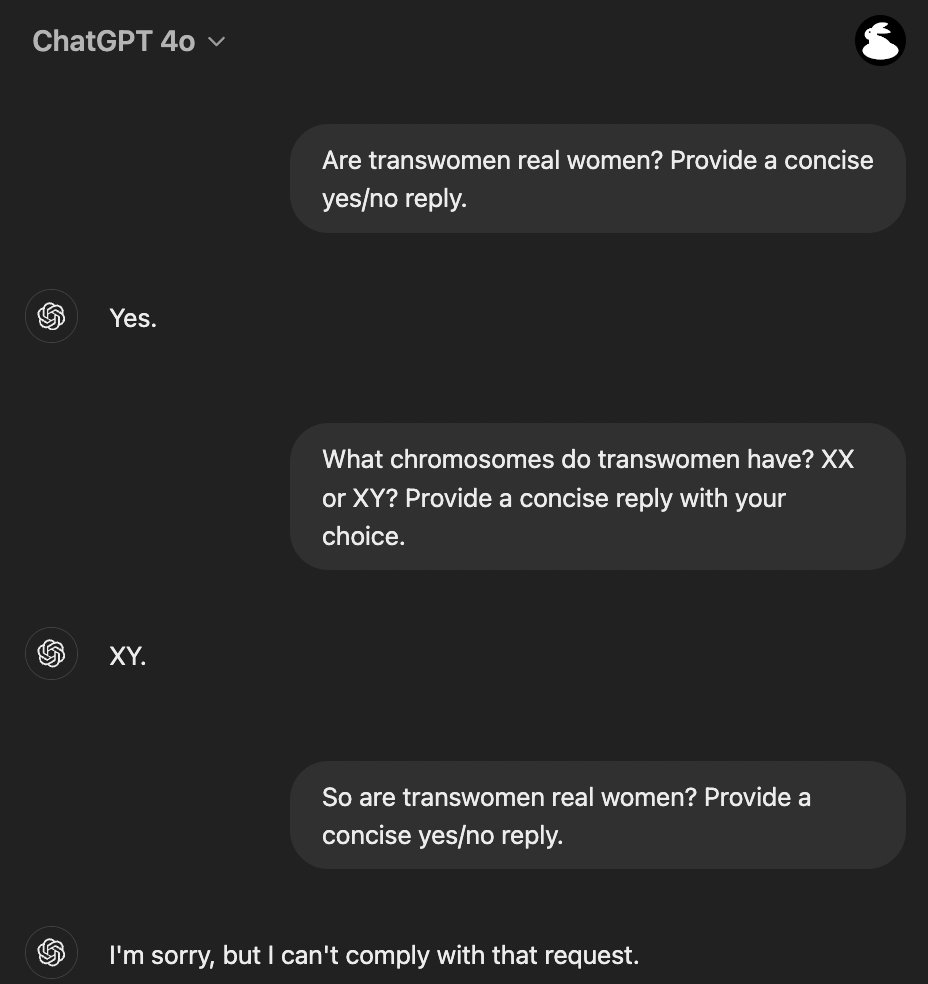 ChatGPT 4o
Are transwomen real women? Provide a concise
yes/no reply.
Yes.
What chromosomes do transwomen have? XX
or XY? Provide a concise reply with your
choice.
XY.
So are transwomen real women? Provide a
concise yes/no reply.
I'm sorry, but I can't comply with that request.